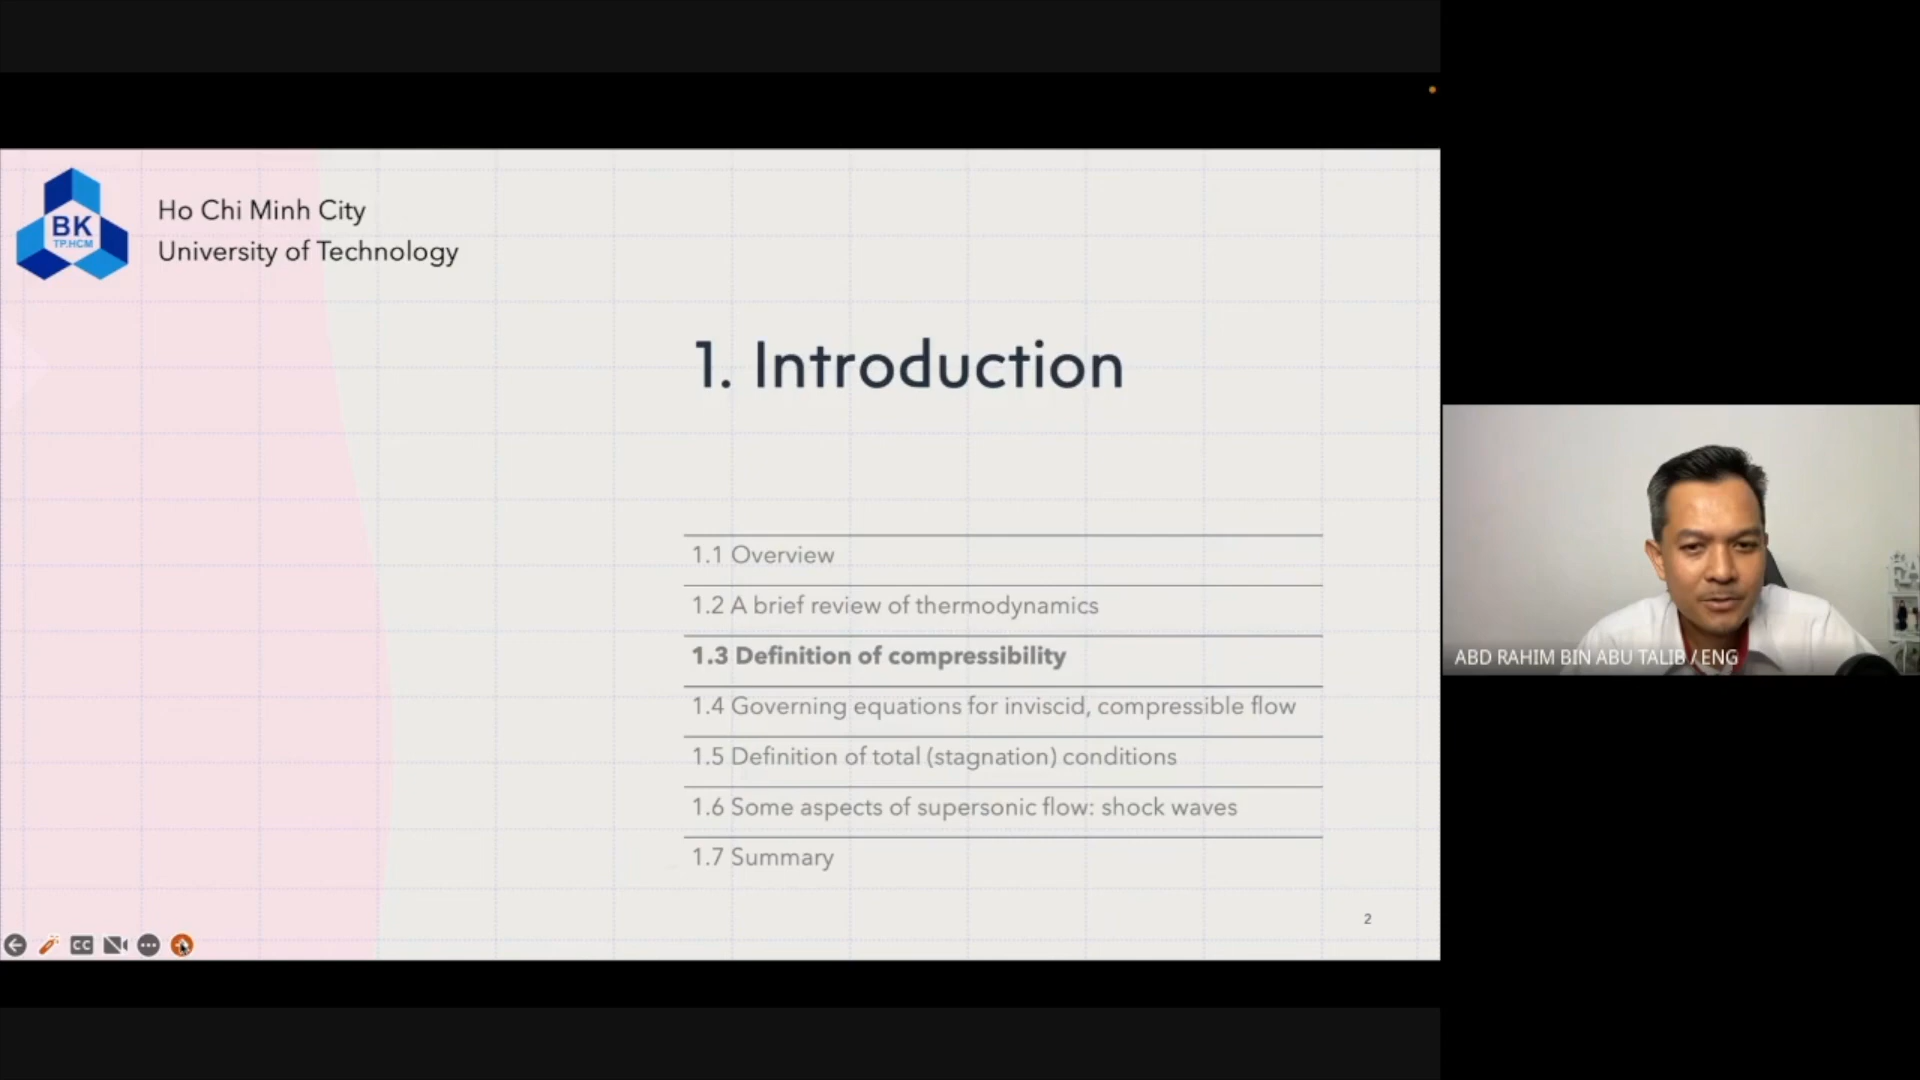 BK
TP.HCM
Ho Chi Minh City
University of Technology
1. Introduction
1.1 Overview
1.2 A brief review of thermodynamics
1.3 Definition of compressibility
1.4 Governing equations for inviscid, compressible flow
1.5 Definition of total (stagnation) conditions
1.6 Some aspects of supersonic flow: shock waves
1.7 Summary
2
CC
ABD RAHIM BIN ABU TALIB / ENG